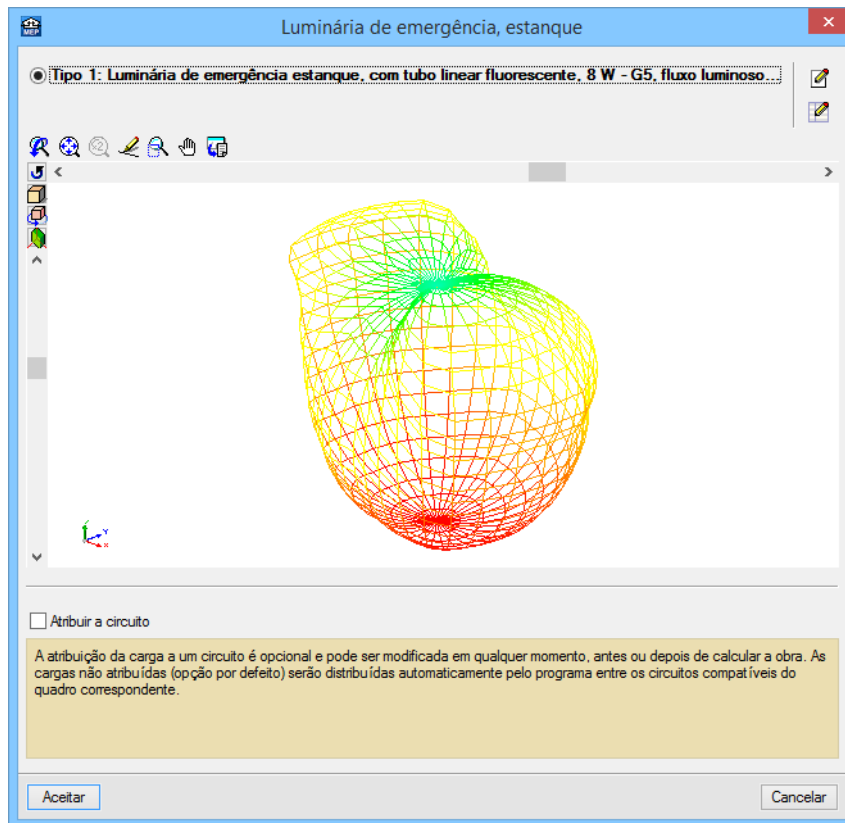 MEP
Luminária de emergência, estanque
Tipo 1: Luminária de emergência estanque, com tubo linear fluorescente, 8 W - G5, fluxo luminoso...
Atribuir a circuito
A atribuição da carga a um circuito é opcional e pode ser modificada em qualquer momento, antes ou depois de calcular a obra. As
cargas não atribuídas (opção por defeito) serão distribuídas automaticamente pelo programa entre os circuitos compatíveis do
quadro correspondente.
Aceitar
Cancelar